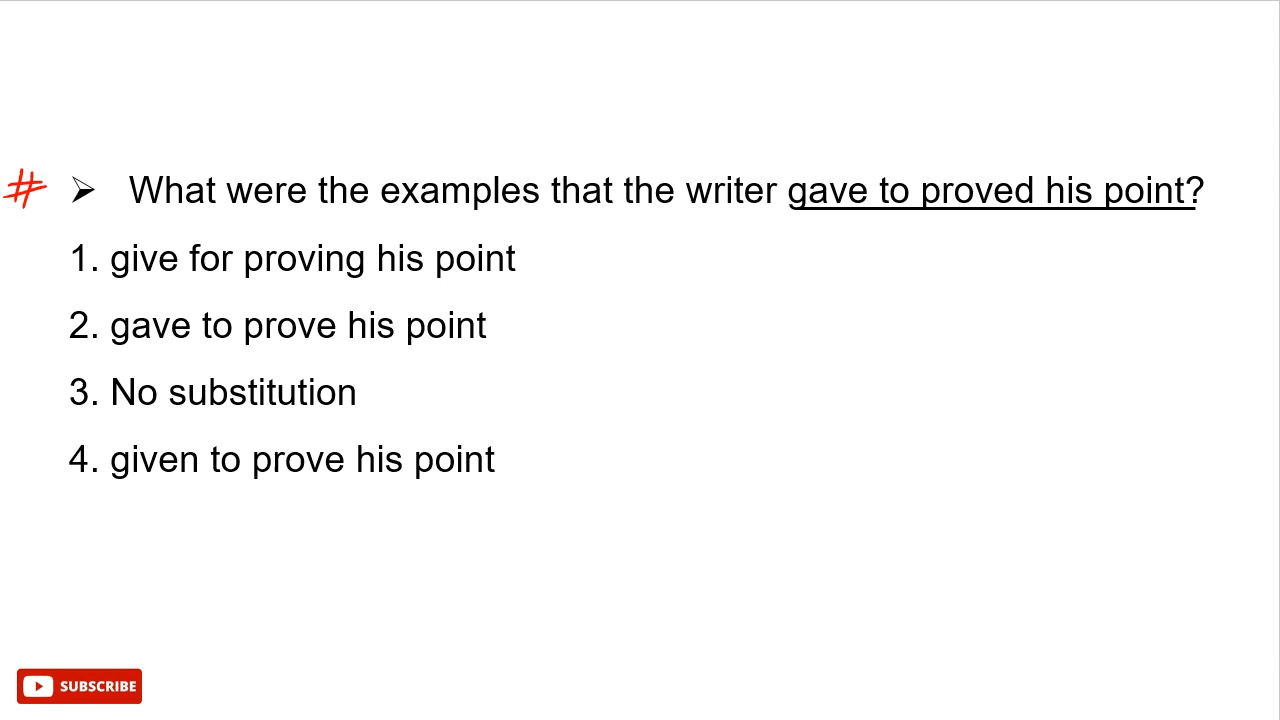 # ➢ What were the examples that the writer gave to proved his point?
1. give for proving his point
2. gave to prove his point
3. No substitution
4. given to prove his point
SUBSCRIBE